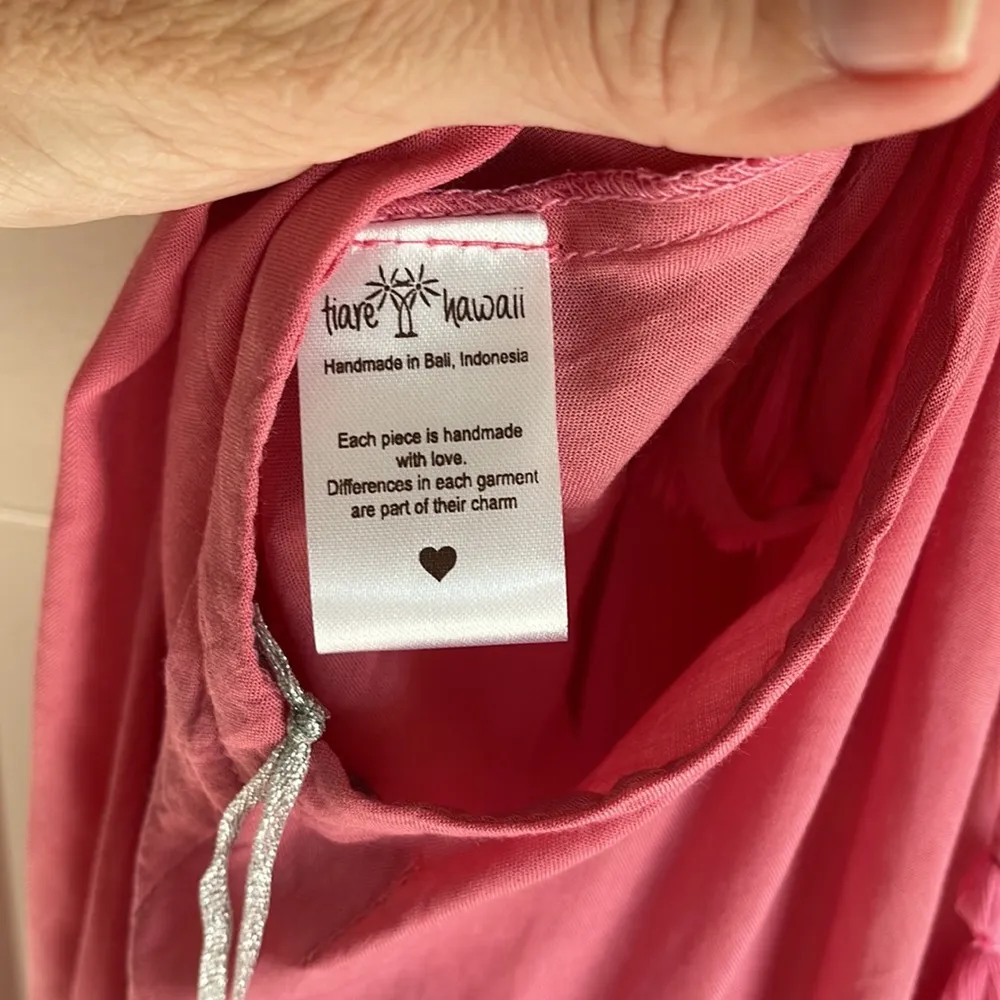 tiare hawaii
Handmade in Bali, Indonesia
Each piece is handmade
with love.
Differences in each garment
are part of their charm